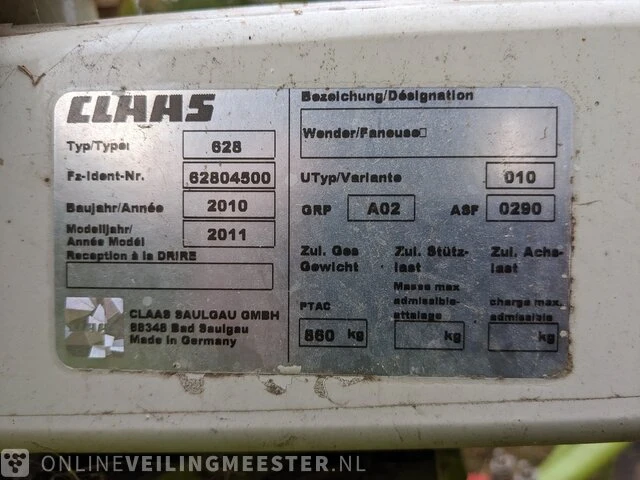 CLAAS
Typ/Type: 628
Fz-Ident-Nr. 62804500
Baujahr/Année 2010
Modelljahr/ Année Modél 2011
Reception à la DRIRE
CLAAS SAULGAU GMBH
88348 Bad Saulgau
Made in Germany
Bezeichung/Désignation
Wender/Faneuse
UTyp/Variante 010
GRP A02 ASF 0290
Zul. Ges Gewicht
Zul. Stütz- last
Zul. Achs- last
PTAC
Masse max admissible- attalage
charge max. admissible.
860 kg
kg
kg
ONLINEVEILINGMEESTER.NL